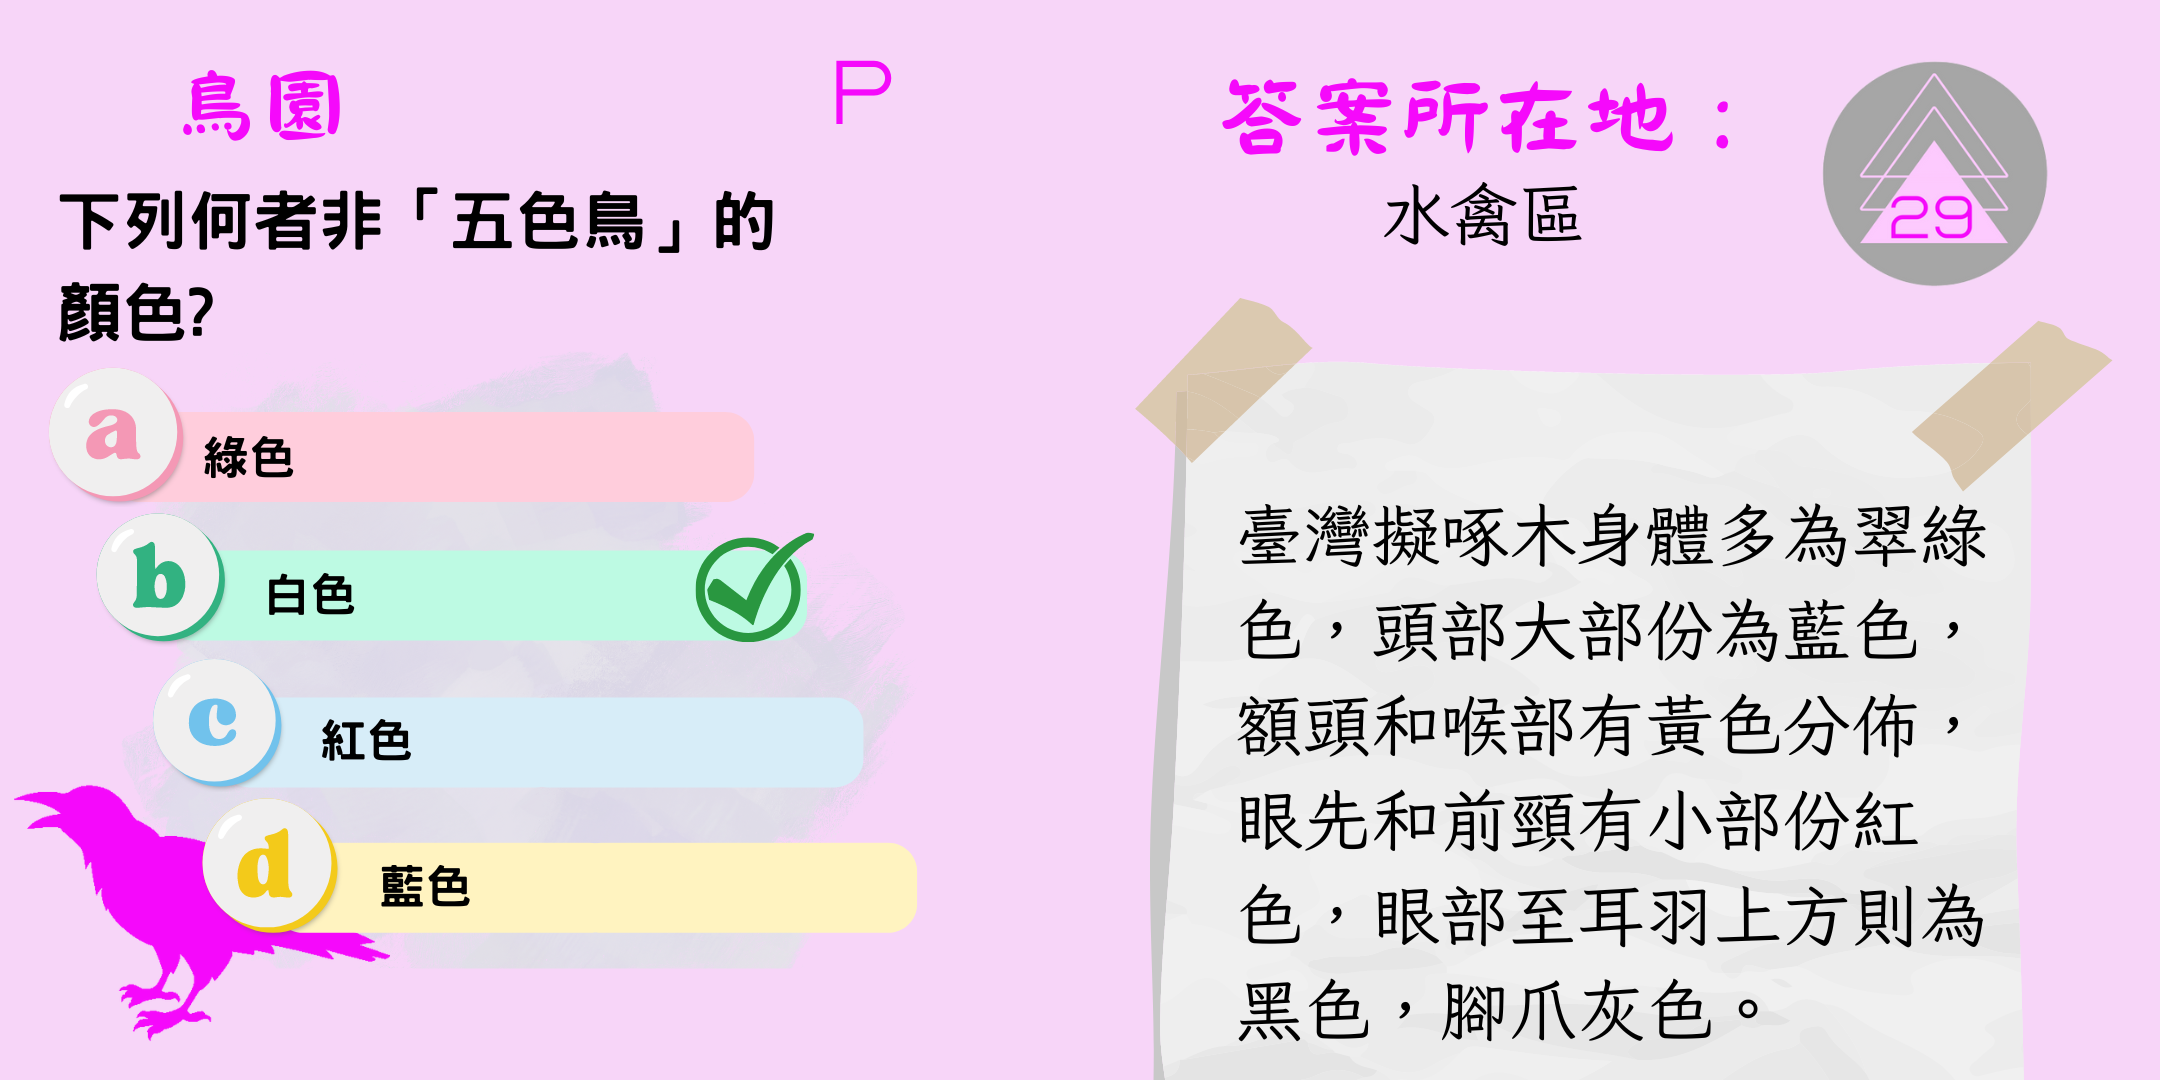 鳥園
P
下列何者非「五色鳥」的
顏色?
a
綠色
b
白色
c
紅色
d
藍色
答案所在地：
水禽區
29
臺灣擬啄木身體多為翠綠
色，頭部大部份為藍色，
額頭和喉部有黃色分佈，
眼先和前頸有小部份紅
色，眼部至耳羽上方則為
黑色，腳爪灰色。